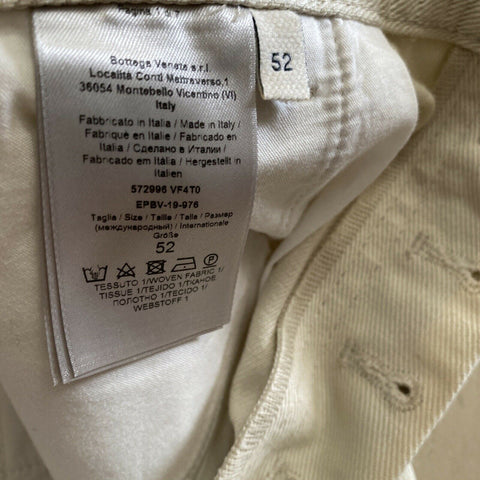 Bottega Veneta s.r.l.
Località Conti Maltraverso,1
36054 Montebello Vicentino (VI)
Italy
Fabbricato in Italia / Made in Italy /
Fabriqué en Italie / Fabricado en
Italia / Сделано в Италии /
Fabricado em Itália / Hergestellt in
Italien
572996 VF4T0
EPBV-19-976
Taglia / Size / Taille / Talla / Размер
(международный) / Internationale
Größe
52
TESSUTO 1/WOVEN FABRIC 1/
TISSUE 1/TEJIDO 1/ТКАНОЕ
ПОЛОТНО 1/TECIDO 1/
WEBSTOFF 1
52